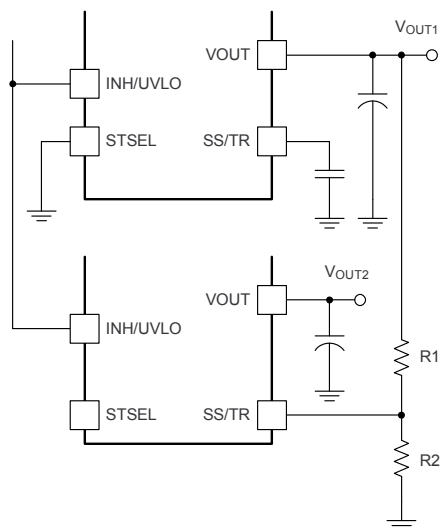 VOUT
VOUT1
INH/UVLO
STSEL
SS/TR
VOUT2
VOUT
INH/UVLO
R1
STSEL
SS/TR
R2